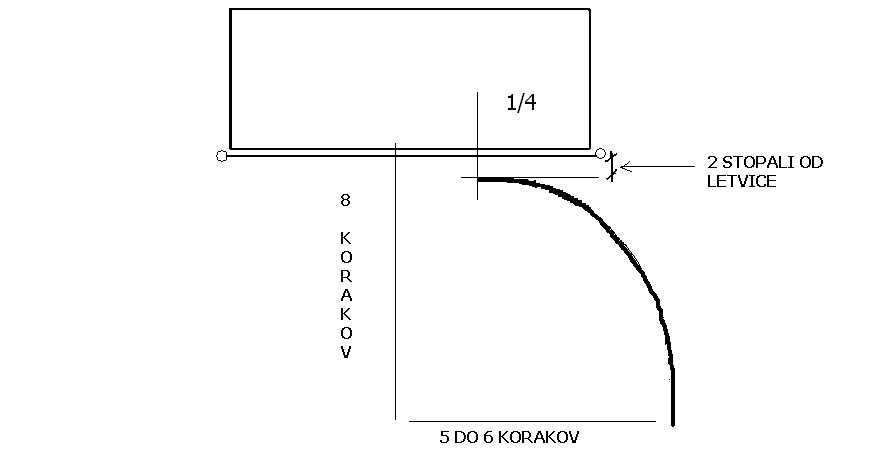 1/4
2 STOPALI OD
LETVICE
8
K
O
R
A
K
O
V
5 DO 6 KORAKOV